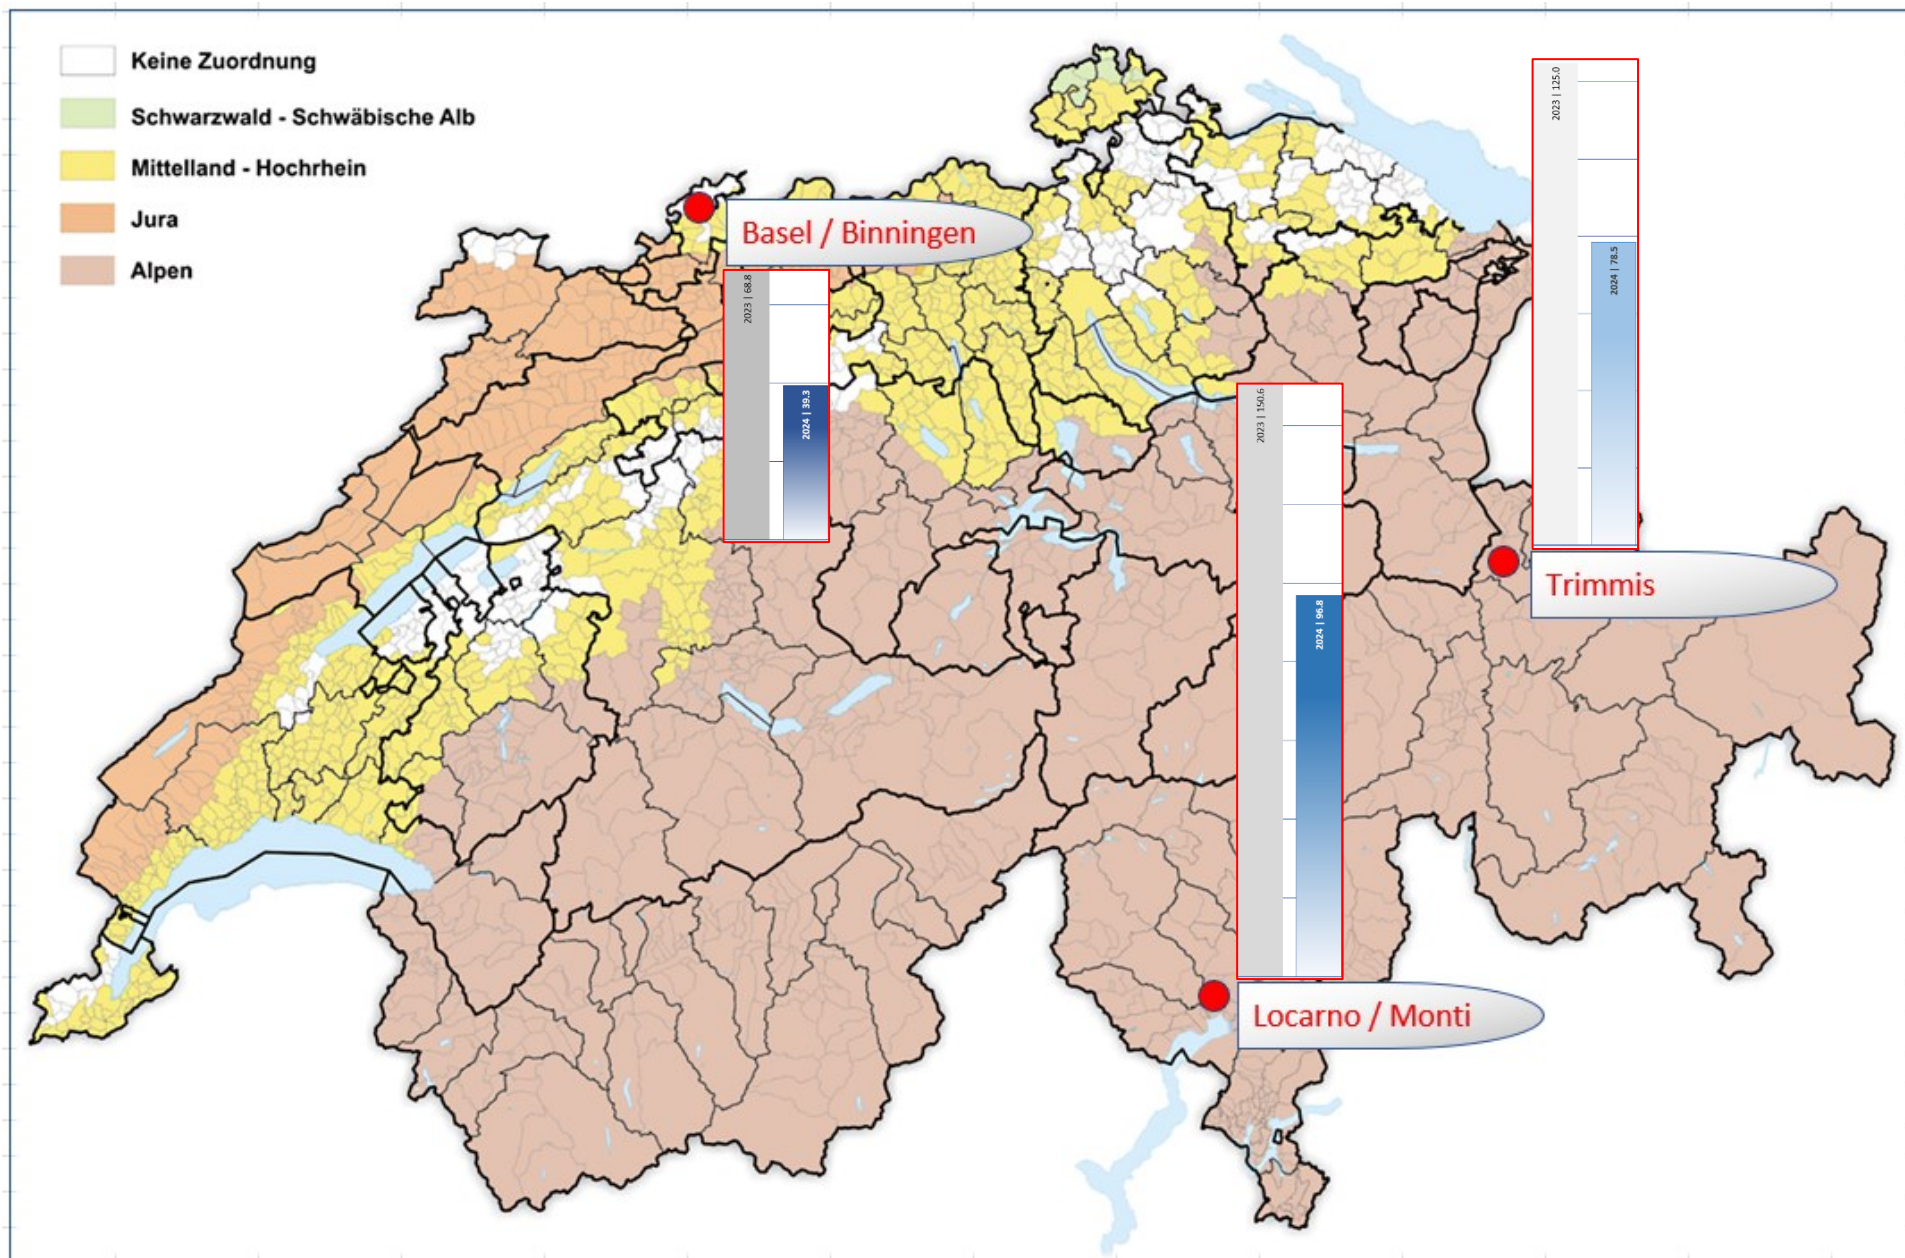 Keine Zuordnung
Schwarzwald - Schwäbische Alb
Mittelland - Hochrhein
Jura
Alpen
Basel / Binningen
2023 | 68.8
2024 | 39.3
2023 | 125.0
2024 | 78.5
Trimmis
2023 | 150.6
2024 | 96.8
Locarno / Monti